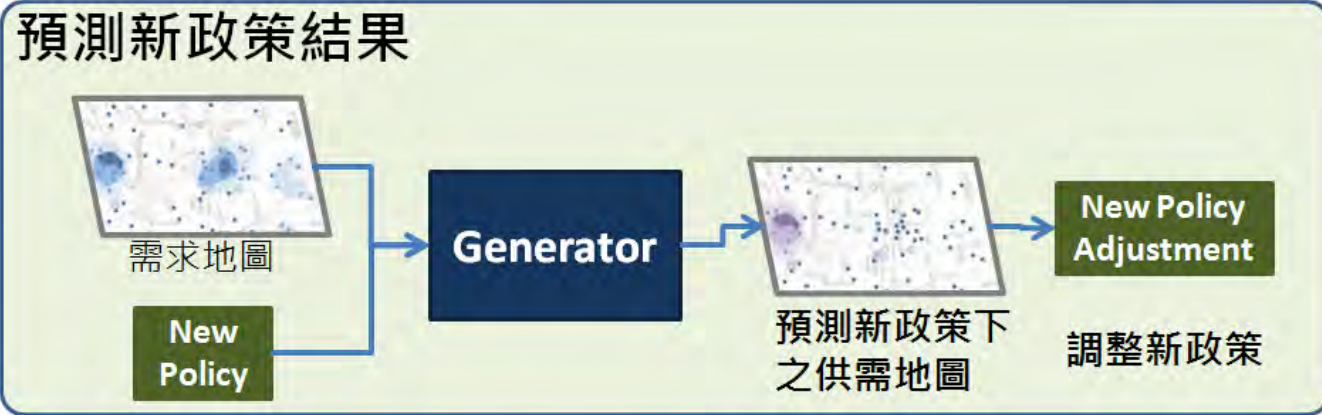 預測新政策結果
需求地圖
New
Policy
Generator
預測新政策下
之供需地圖
New Policy
Adjustment
調整新政策